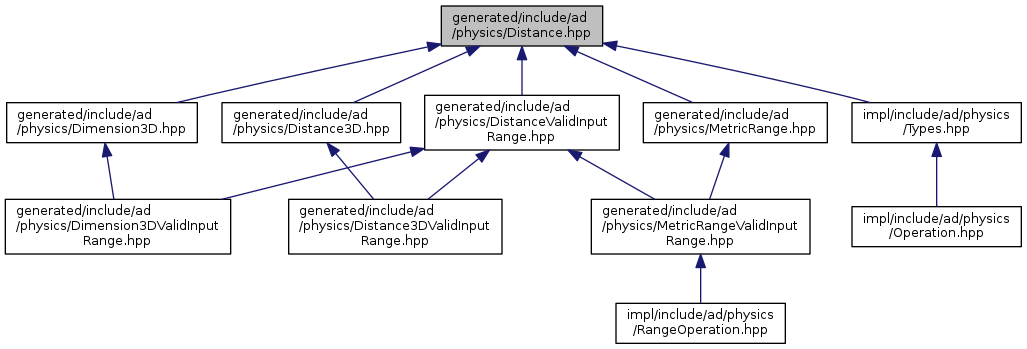 generated/include/ad
/physics/Distance.hpp
generated/include/ad
/physics/Dimension3D.hpp
generated/include/ad
/physics/Distance3D.hpp
generated/include/ad
/physics/DistanceValidInput
Range.hpp
generated/include/ad
/physics/MetricRange.hpp
impl/include/ad/physics
/Types.hpp
generated/include/ad
/physics/Dimension3DValidInput
Range.hpp
generated/include/ad
/physics/Distance3DValidInput
Range.hpp
generated/include/ad
/physics/MetricRangeValidInput
Range.hpp
impl/include/ad/physics
/Operation.hpp
impl/include/ad/physics
/RangeOperation.hpp